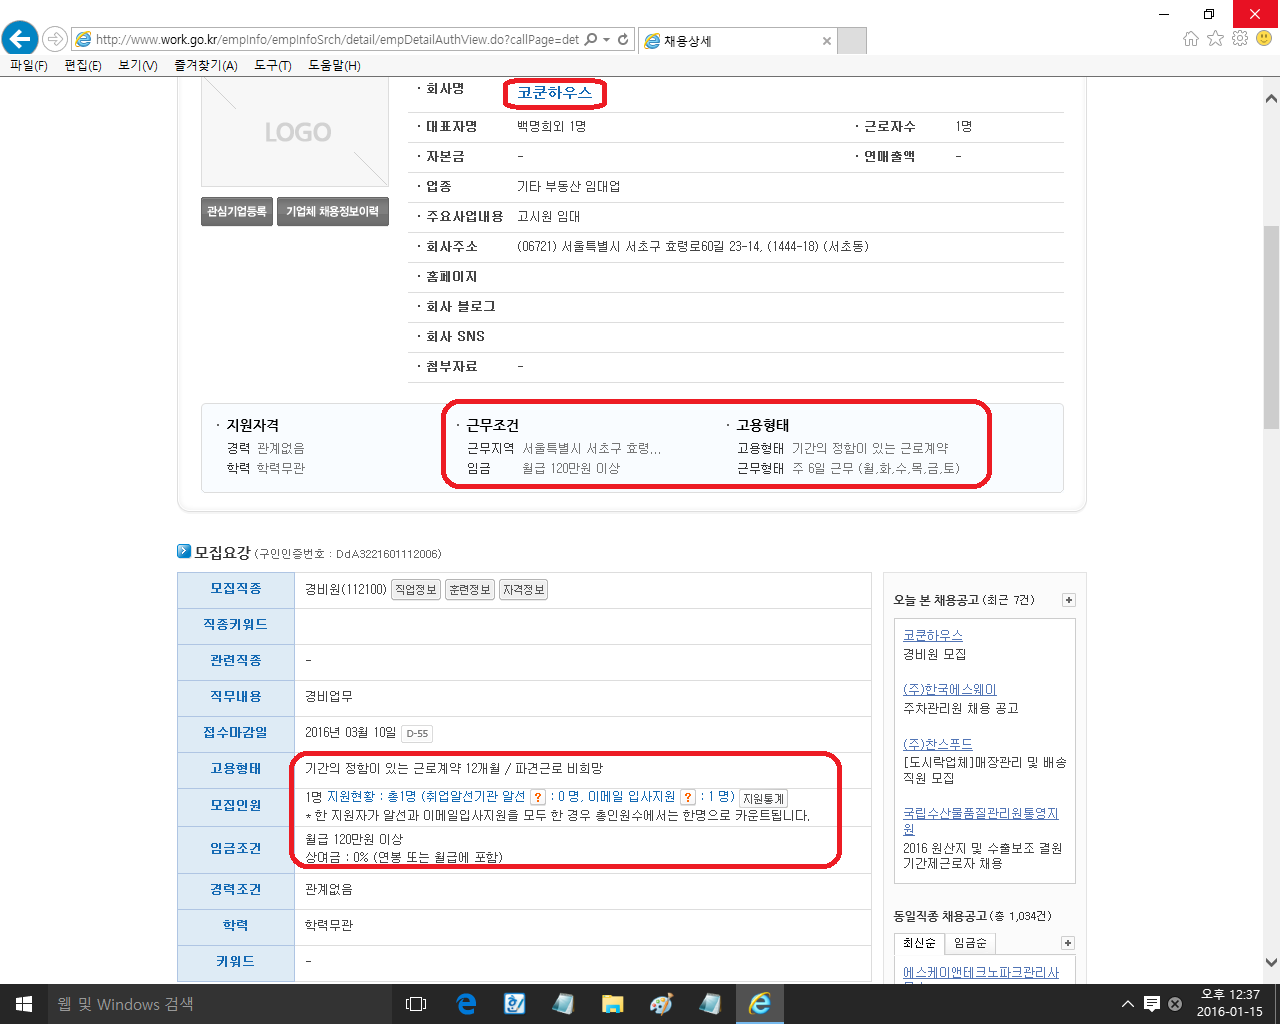 http://www.work.go.kr/empInfo/empInfoSrch/detail/empDetailAuthView.do?callPage=det
채용상세
파일(F) 편집(E) 보기(V) 즐겨찾기(A) 도구(T) 도움말(H)
LOGO
관심기업등록 기업체 채용정보이력
· 회사명 코쿤하우스
· 대표자명 백명희외 1명 · 근로자수 1명
· 자본금 - · 연매출액 -
· 업종 기타 부동산 임대업
· 주요사업내용 고시원 임대
· 회사주소 (06721) 서울특별시 서초구 효령로60길 23-14, (1444-18) (서초동)
· 홈페이지
· 회사 블로그
· 회사 SNS
· 첨부자료 -
· 지원자격 · 근무조건 · 고용형태
경력 관계없음 근무지역 서울특별시 서초구 효령... 고용형태 기간의 정함이 있는 근로계약
학력 학력무관 임금 월급 120만원 이상 근무형태 주 6일 근무 (월,화,수,목,금,토)
모집요강 (구인인증번호 : DdA3221601112006)
모집직종 경비원(112100) 직업정보 훈련정보 자격정보
직종키워드
관련직종 -
직무내용 경비업무
접수마감일 2016년 03월 10일 D-55
고용형태 기간의 정함이 있는 근로계약 12개월 / 파견근로 비희망
모집인원 1명 지원현황 : 총1명 (취업알선기관 알선 ? : 0 명, 이메일 입사지원 ? : 1 명) 지원통계
* 한 지원자가 알선과 이메일입사지원을 모두 한 경우 총인원수에서는 한명으로 카운트됩니다.
임금조건 월급 120만원 이상
상여금 : 0% (연봉 또는 월급에 포함)
경력조건 관계없음
학력 학력무관
키워드 -
오늘 본 채용공고 (최근 7건) +
코쿤하우스
경비원 모집
(주)한국에스웨이
주차관리원 채용 공고
(주)찬스푸드
[도시락업체]매장관리 및 배송
직원 모집
국립수산물품질관리원통영지
원
2016 원산지 및 수출보조 결원
기간제근로자 채용
동일직종 채용공고 (총 1,034건)
최신순 임금순 +
에스케이앤테크노파크관리사
웹 및 Windows 검색
오후 12:37
2016-01-15